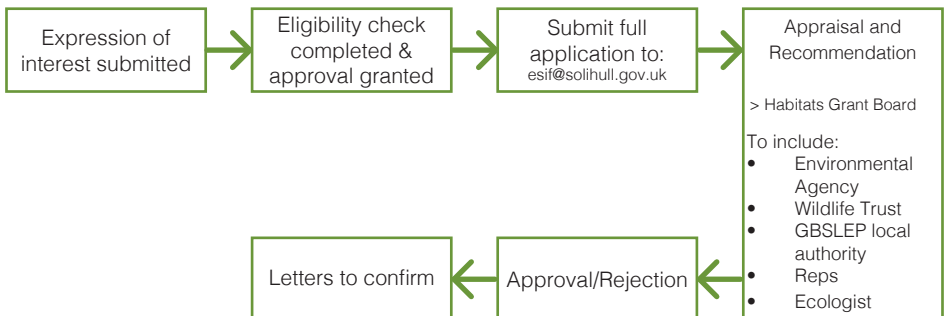 Expression of
interest submitted
Eligibility check
completed &
approval granted
Submit full
application to:
esif@solihull.gov.uk
Appraisal and
Recommendation
> Habitats Grant Board
To include:
• Environmental
Agency
• Wildlife Trust
• GBSLEP local
authority
• Reps
• Ecologist
Approval/Rejection
Letters to confirm